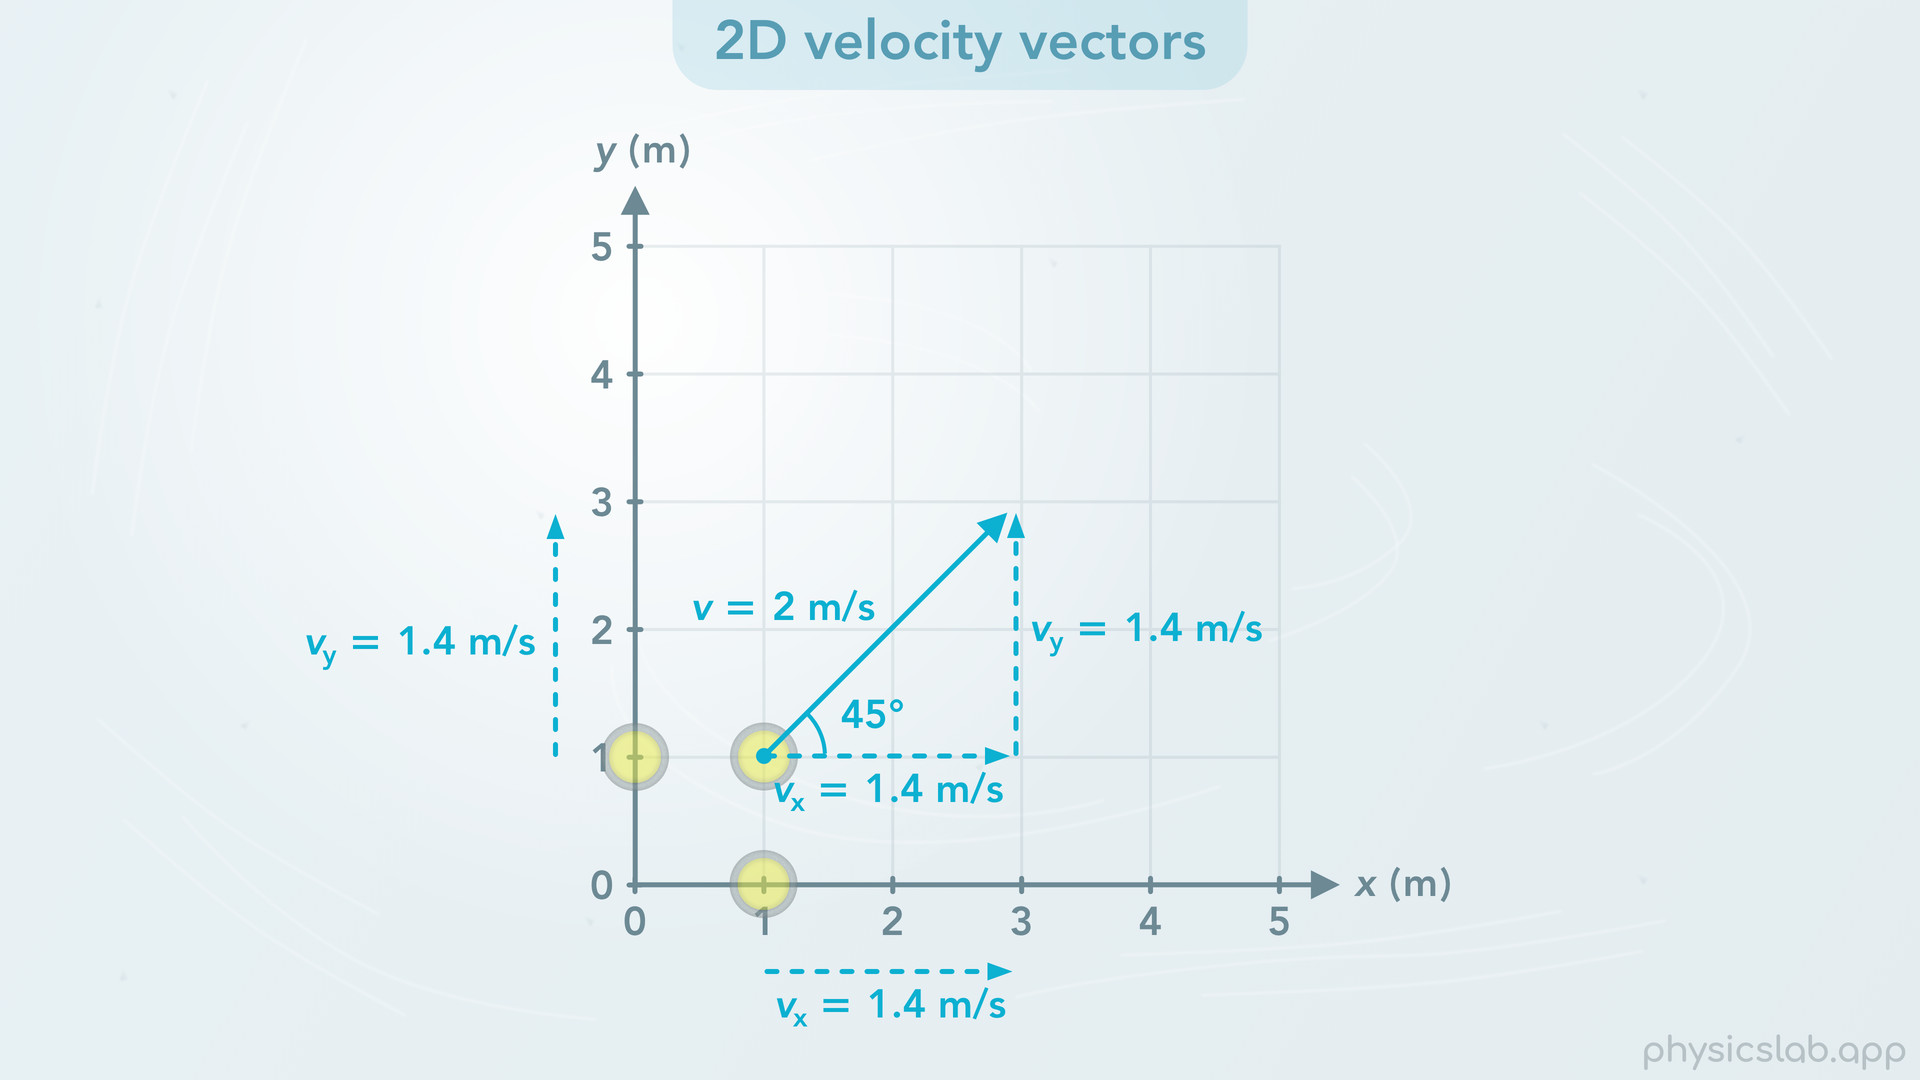 2D velocity vectors
y (m)
5
4
3
2
1
0
v = 2 m/s
45°
vy = 1.4 m/s
vy = 1.4 m/s
vx = 1.4 m/s
0 1 2 3 4 5
x (m)
vx = 1.4 m/s
physicslab.app